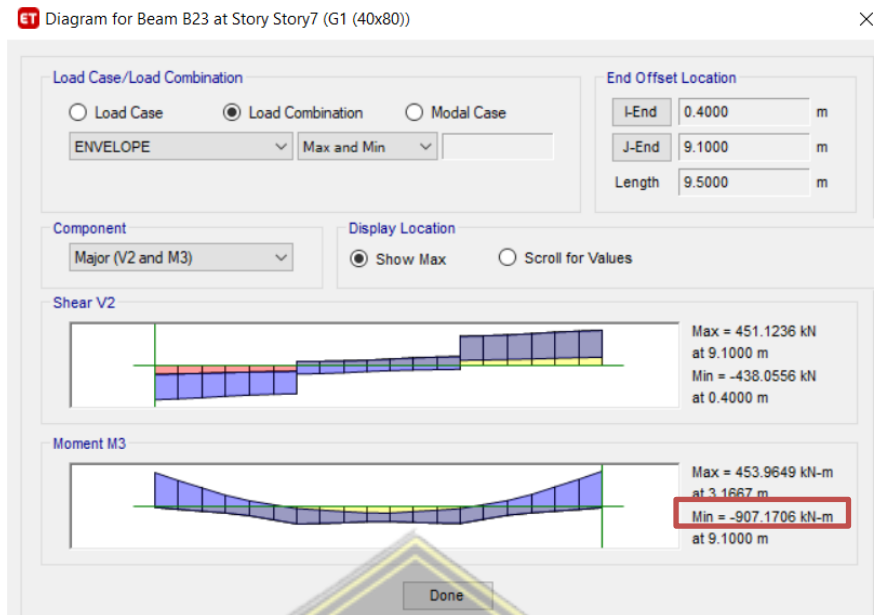 ET Diagram for Beam B23 at Story Story7 (G1 (40x80))
Load Case/Load Combination
Load Case Load Combination Modal Case
ENVELOPE Max and Min
End Offset Location
I-End 0.4000 m
J-End 9.1000 m
Length 9.5000 m
Component
Major (V2 and M3)
Display Location
Show Max Scroll for Values
Shear V2
Max = 451.1236 kN
at 9.1000 m
Min = -438.0556 kN
at 0.4000 m
Moment M3
Max = 453.9649 kN-m
at 3.1667 m
Min = -907.1706 kN-m
at 9.1000 m
Done